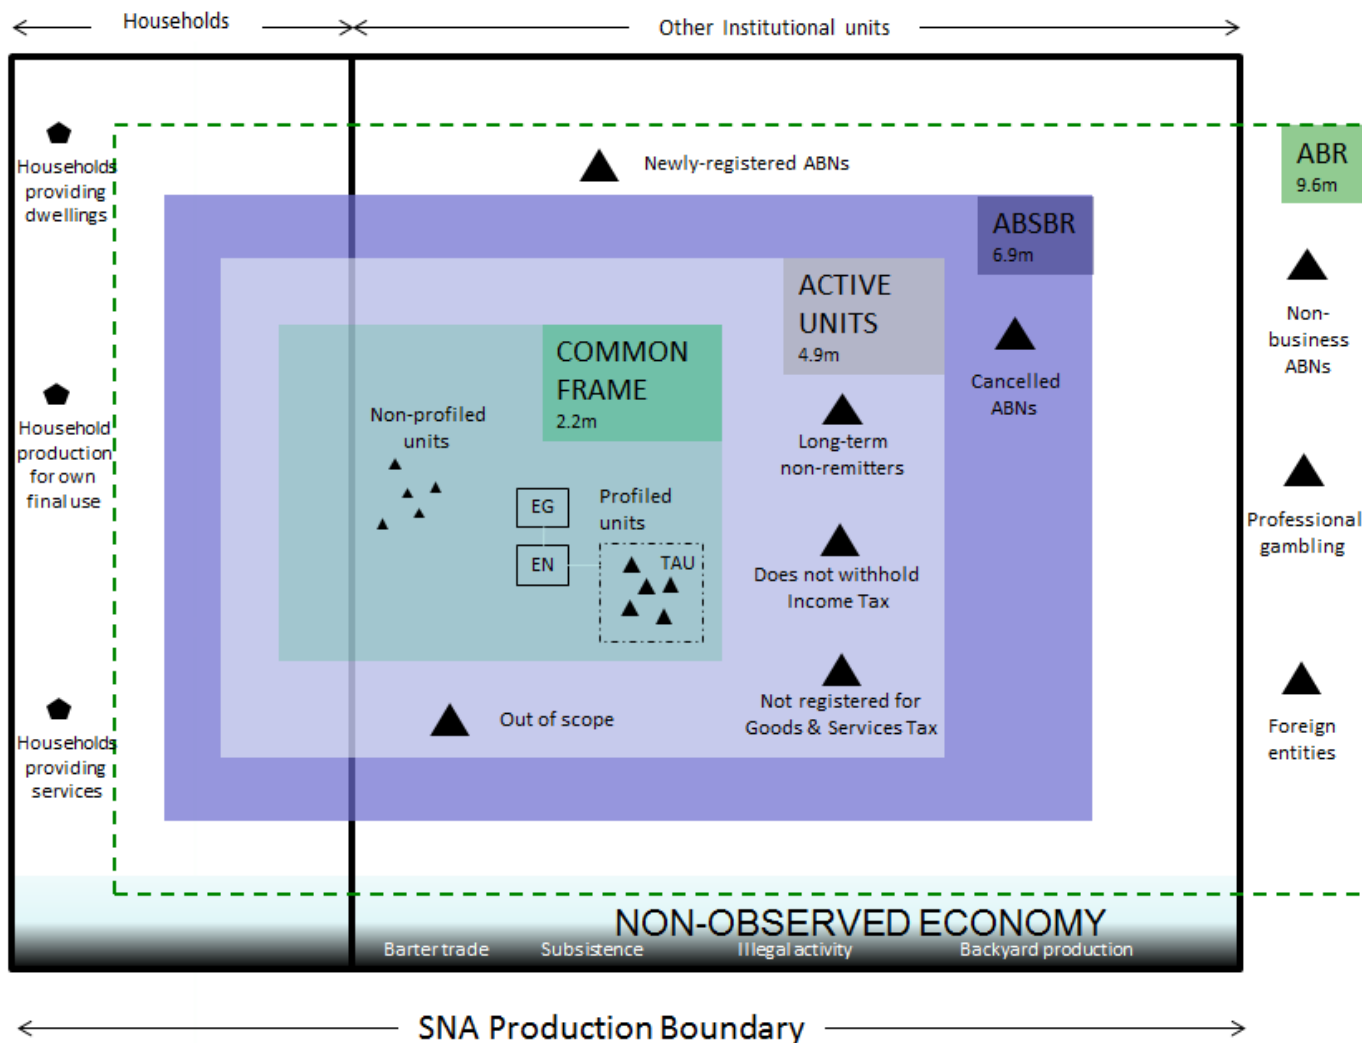 Households
Other Institutional units
Households
providing
dwellings
Newly-registered ABNs
ABR
9.6m
ABSBR
6.9m
ACTIVE
UNITS
4.9m
Non-
business
ABNs
COMMON
FRAME
2.2m
Cancelled
ABNs
Household
production
for own
final use
Non-profiled
units
Long-term
non-remitters
EG
Profiled
units
Professional
gambling
EN
TAU
Does not withhold
Income Tax
Households
providing
services
Out of scope
Not registered for
Goods & Services Tax
Foreign
entities
NON-OBSERVED ECONOMY
Barter trade
Subsistence
Illegal activity
Backyard production
SNA Production Boundary